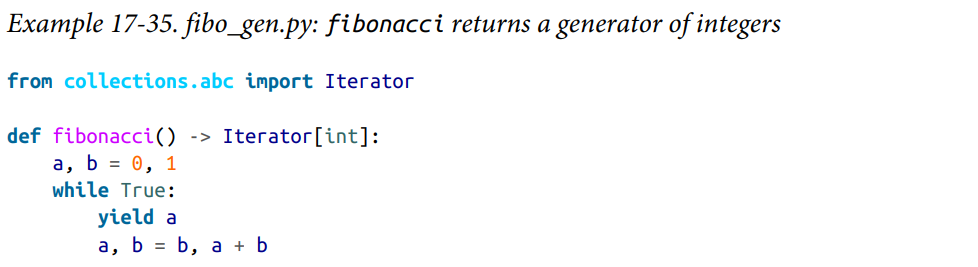 Example 17-35. fibo_gen.py: fibonacci returns a generator of integers
from collections.abc import Iterator
def fibonacci() -> Iterator[int]:
    a, b = 0, 1
    while True:
        yield a
        a, b = b, a + b